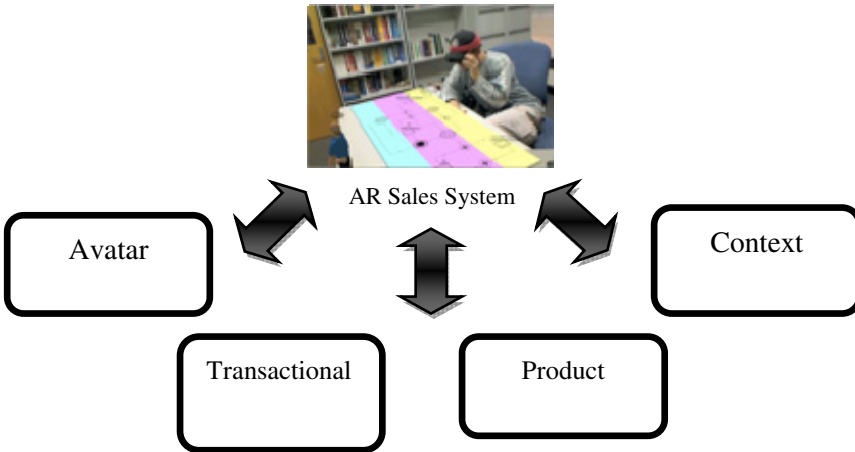 AR Sales System
Avatar
Context
Transactional
Product